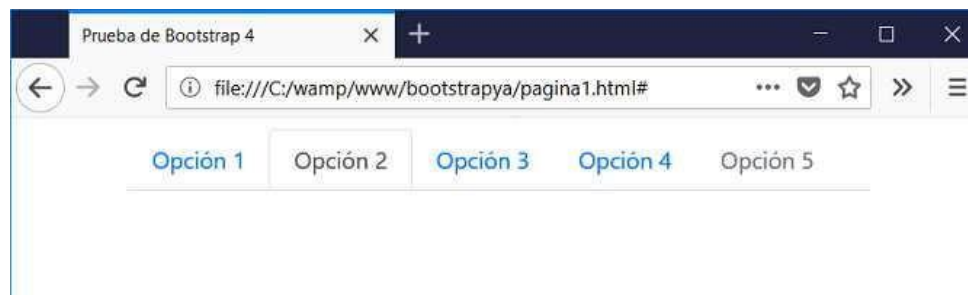 Prueba de Bootstrap 4
file:///C:/wamp/www/bootstrapya/pagina1.html#
Opción 1 Opción 2 Opción 3 Opción 4 Opción 5